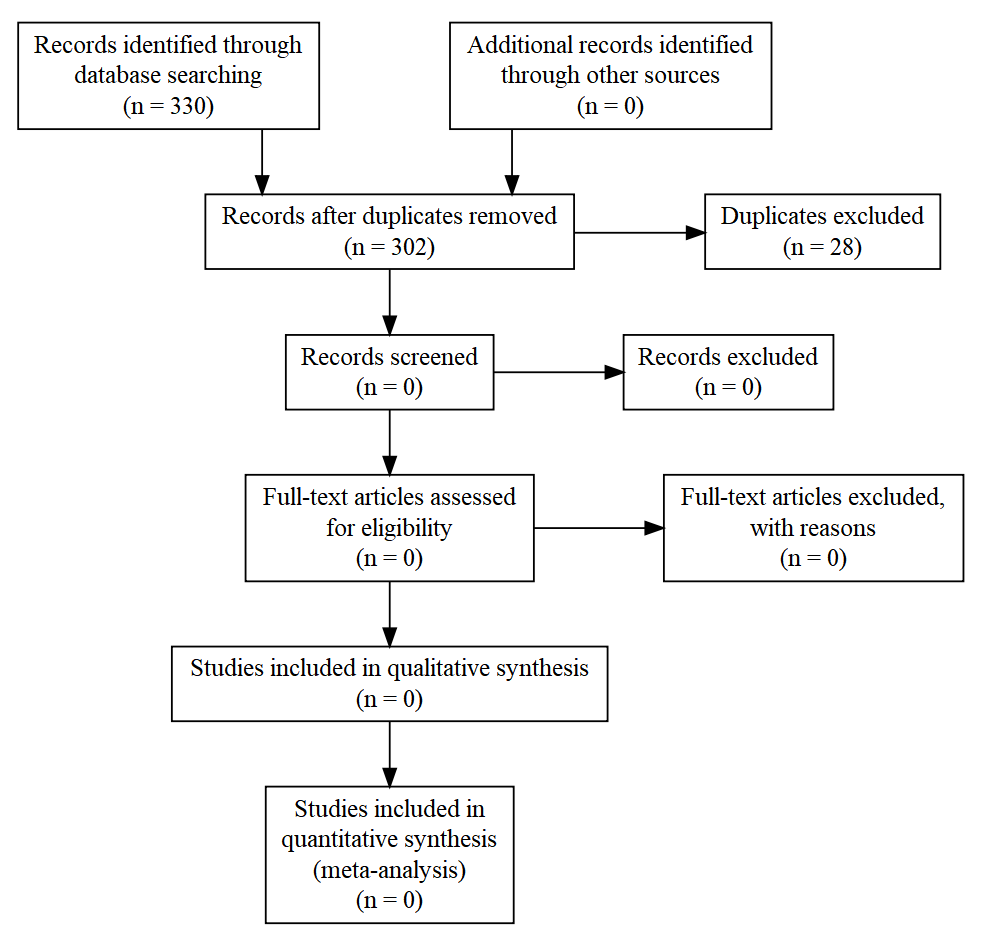 Records identified through
database searching
(n = 330)
Additional records identified
through other sources
(n = 0)
Records after duplicates removed
(n = 302)
Duplicates excluded
(n = 28)
Records screened
(n = 0)
Records excluded
(n = 0)
Full-text articles assessed
for eligibility
(n = 0)
Full-text articles excluded,
with reasons
(n = 0)
Studies included in qualitative synthesis
(n = 0)
Studies included in
quantitative synthesis
(meta-analysis)
(n = 0)